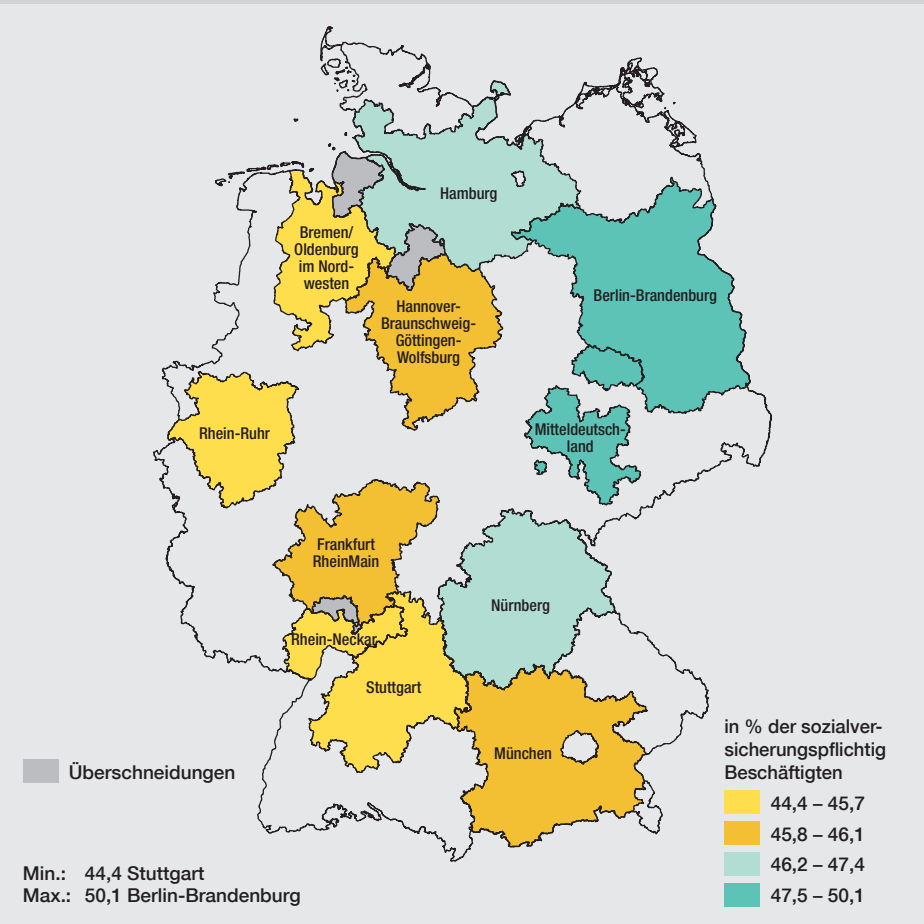 Hamburg
Bremen/
Oldenburg
im Nord-
westen
Berlin-Brandenburg
Hannover-
Braunschweig-
Göttingen-
Wolfsburg
Rhein-Ruhr
Mitteldeutsch-
land
Frankfurt
RheinMain
Nürnberg
Rhein-Neckar
Stuttgart
München
Überschneidungen
in % der sozialver-
sicherungspflichtig
Beschäftigten
44,4 – 45,7
45,8 – 46,1
46,2 – 47,4
47,5 – 50,1
Min.: 44,4 Stuttgart
Max.: 50,1 Berlin-Brandenburg